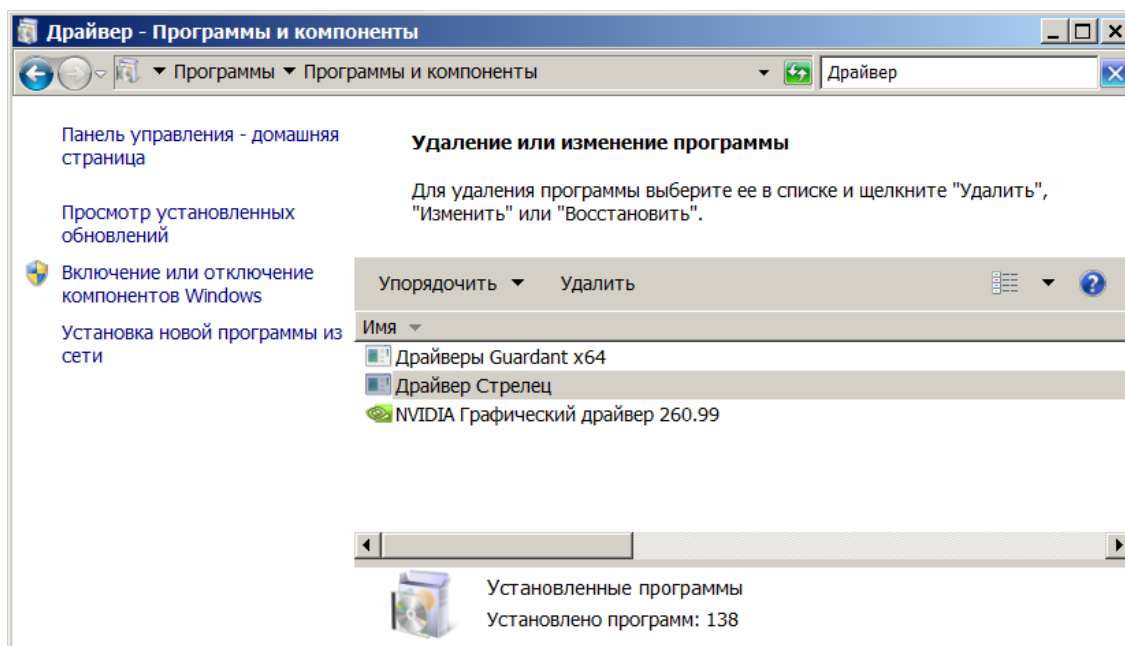 Драйвер - Программы и компоненты
Программы Программы и компоненты
Драйвер
Панель управления - домашняя
страница
Просмотр установленных
обновлений
Включение или отключение
компонентов Windows
Установка новой программы из
сети
Удаление или изменение программы
Для удаления программы выберите ее в списке и щелкните "Удалить",
"Изменить" или "Восстановить".
Упорядочить Удалить
Имя
Драйверы Guardant x64
Драйвер Стрелец
NVIDIA Графический драйвер 260.99
Установленные программы
Установлено программ: 138